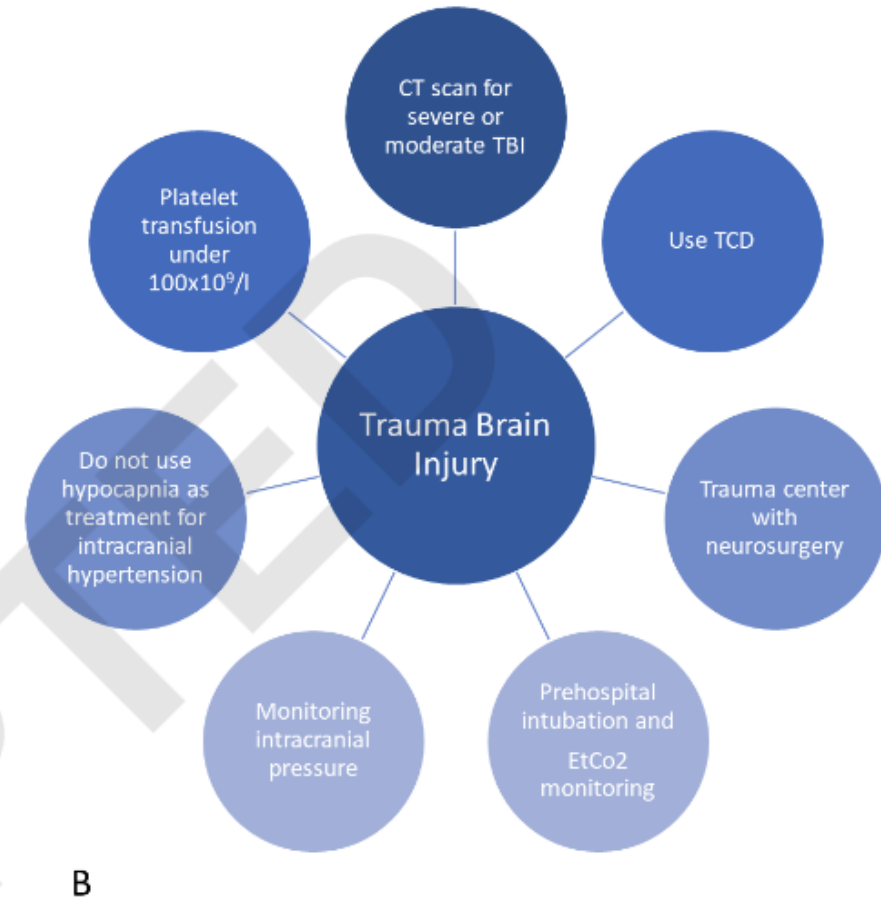 CT scan for
severe or
moderate TBI
Platelet
transfusion
under
100x10⁹/l
Use TCD
Trauma Brain
Injury
Do not use
hypocapnia as
treatment for
intracranial
hypertension
Trauma center
with
neurosurgery
Monitoring
intracranial
pressure
Prehospital
intubation and
EtCo2
monitoring
B